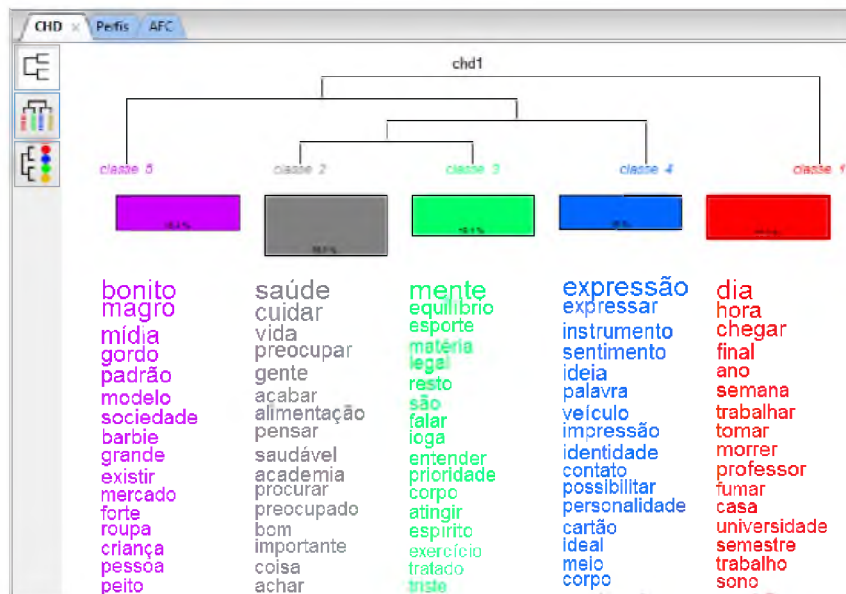 CHD Perfis AFC
chd1
classe 5 classe 2 classe 3 classe 4 classe 1
bonito
magro
mídia
gordo
padrão
modelo
sociedade
barbie
grande
existir
mercado
forte
roupa
criança
pessoa
peito
saúde
cuidar
vida
preocupar
gente
acabar
alimentação
pensar
saudável
academia
procurar
preocupado
bom
importante
coisa
achar
mente
equilíbrio
esporte
matéria
legal
resto
são
falar
ioga
entender
prioridade
corpo
atingir
espírito
exercício
tratado
triste
expressão
expressar
instrumento
sentimento
ideia
palavra
veículo
impressão
identidade
contato
possibilitar
personalidade
cartão
ideal
meio
corpo
dia
hora
chegar
final
ano
semana
trabalhar
tomar
morrer
professor
fumar
casa
universidade
semestre
trabalho
sono